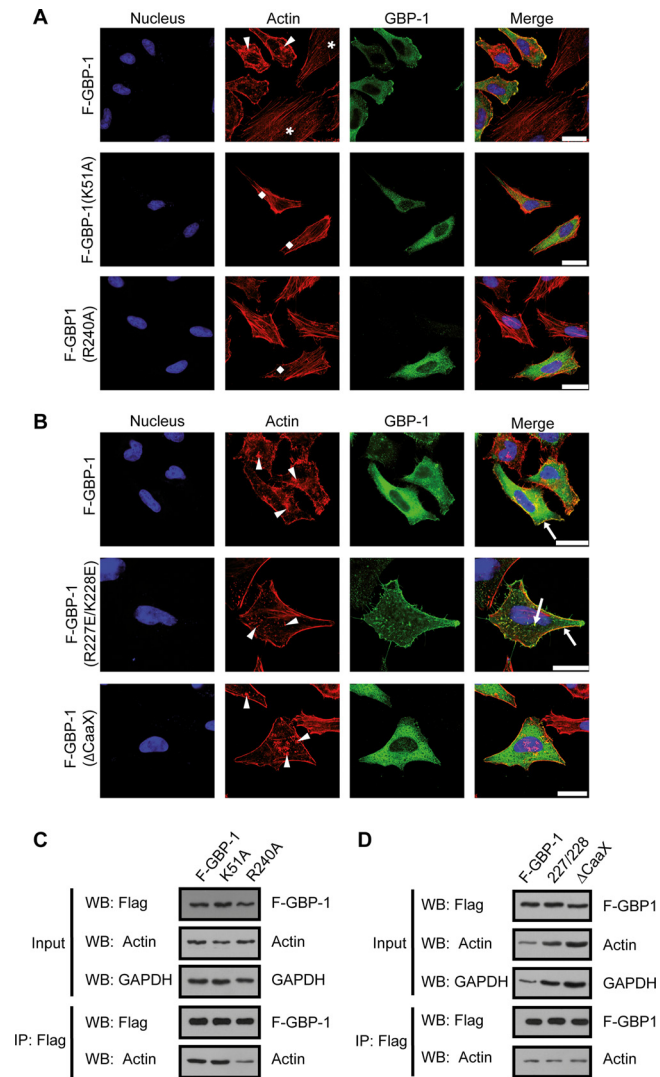 A
Nucleus Actin GBP-1 Merge
F-GBP-1
* *
F-GBP-1(K51A)
F-GBP1
(R240A)
B
Nucleus Actin GBP-1 Merge
F-GBP-1
F-GBP-1
(R227E/K228E)
F-GBP-1
(ΔCaaX)
C
F-GBP-1 K51A R240A
Input
WB: Flag F-GBP-1
WB: Actin Actin
WB: GAPDH GAPDH
IP: Flag
WB: Flag F-GBP-1
WB: Actin Actin
D
F-GBP-1 227/228 ΔCaaX
Input
WB: Flag F-GBP1
WB: Actin Actin
WB: GAPDH GAPDH
IP: Flag
WB: Flag F-GBP1
WB: Actin Actin